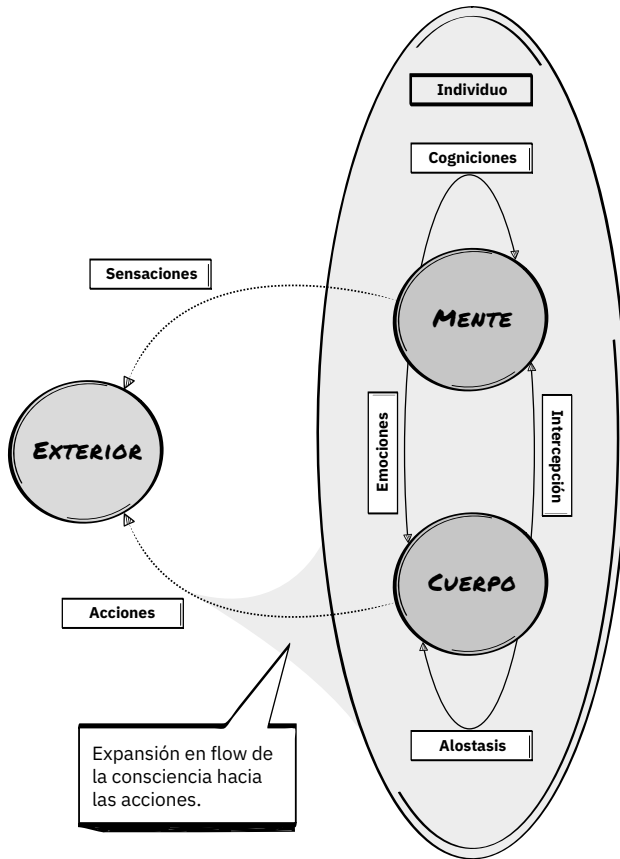 Individuo
Cogniciones
Sensaciones
MENTE
Emociones
Intercepción
EXTERIOR
CUERPO
Acciones
Alostasis
Expansión en flow de
la consciencia hacia
las acciones.